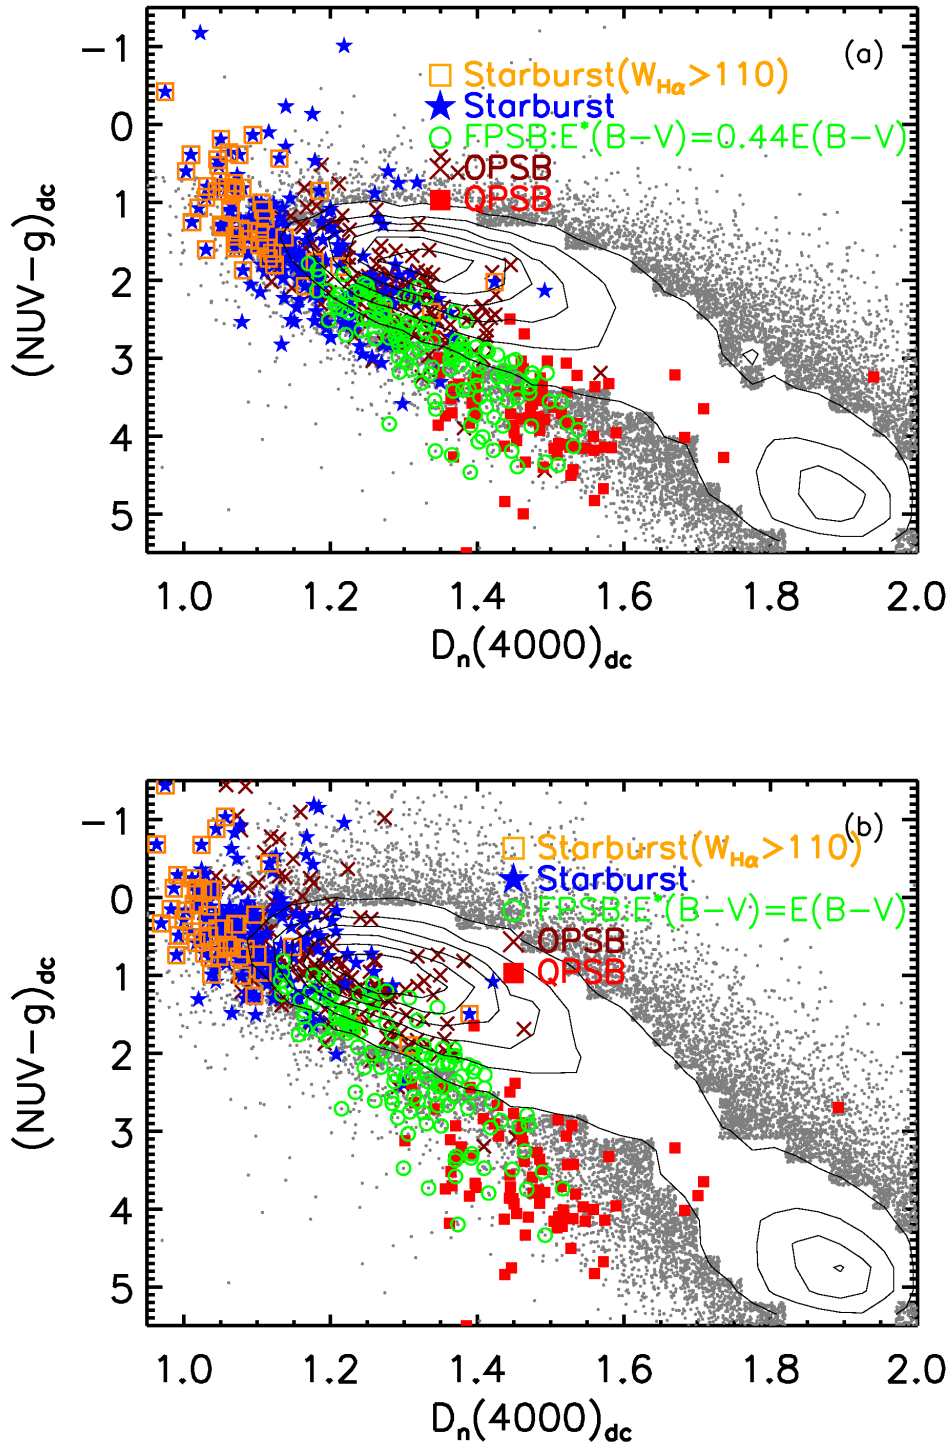 (a)
Starburst(W_Hα>110)
Starburst
FPSB:E*(B−V)=0.44E(B−V)
OPSB
QPSB
−1
0
1
2
3
4
5
(NUV−g)dc
1.0 1.2 1.4 1.6 1.8 2.0
Dn(4000)dc
(b)
Starburst(W_Hα>110)
Starburst
FPSB:E*(B−V)=E(B−V)
OPSB
QPSB
−1
0
1
2
3
4
5
(NUV−g)dc
1.0 1.2 1.4 1.6 1.8 2.0
Dn(4000)dc